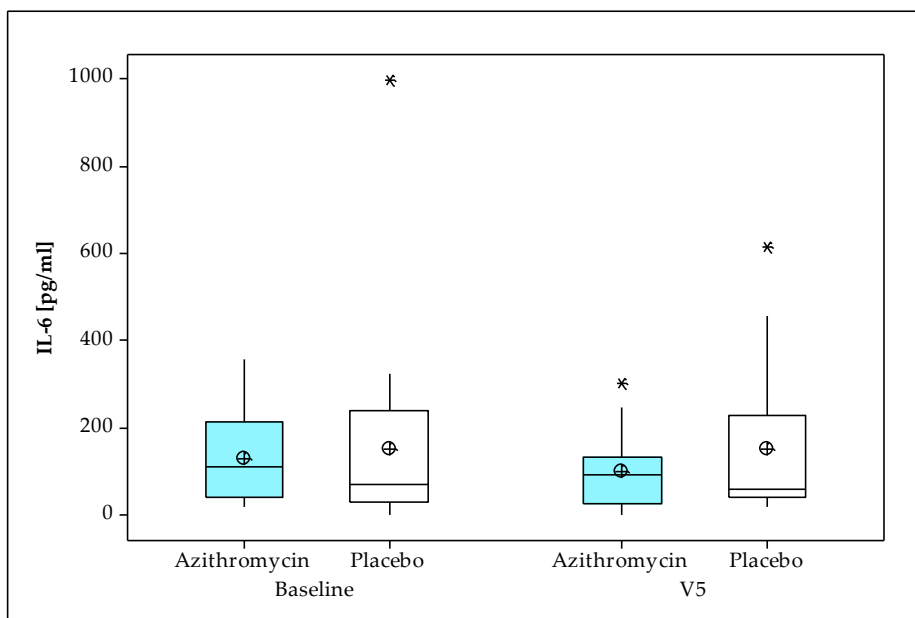 1000
800
600
400
200
0
IL-6 [pg/ml]
Azithromycin Placebo Azithromycin Placebo
Baseline V5